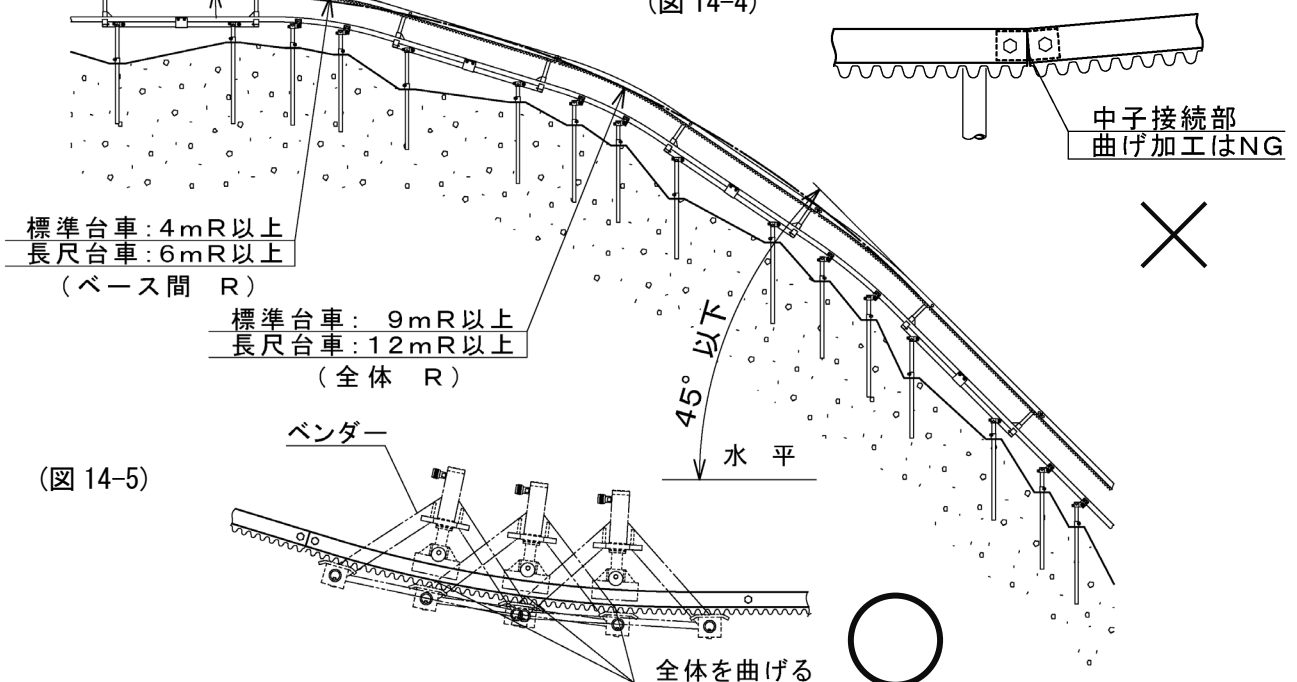 (図 14-4)
中子接続部
曲げ加工はNG
標準台車:4mR以上
長尺台車:6mR以上
(ベース間 R)
標準台車: 9mR以上
長尺台車:12mR以上
(全体 R)
45° 以下
水 平
ベンダー
(図 14-5)
全体を曲げる